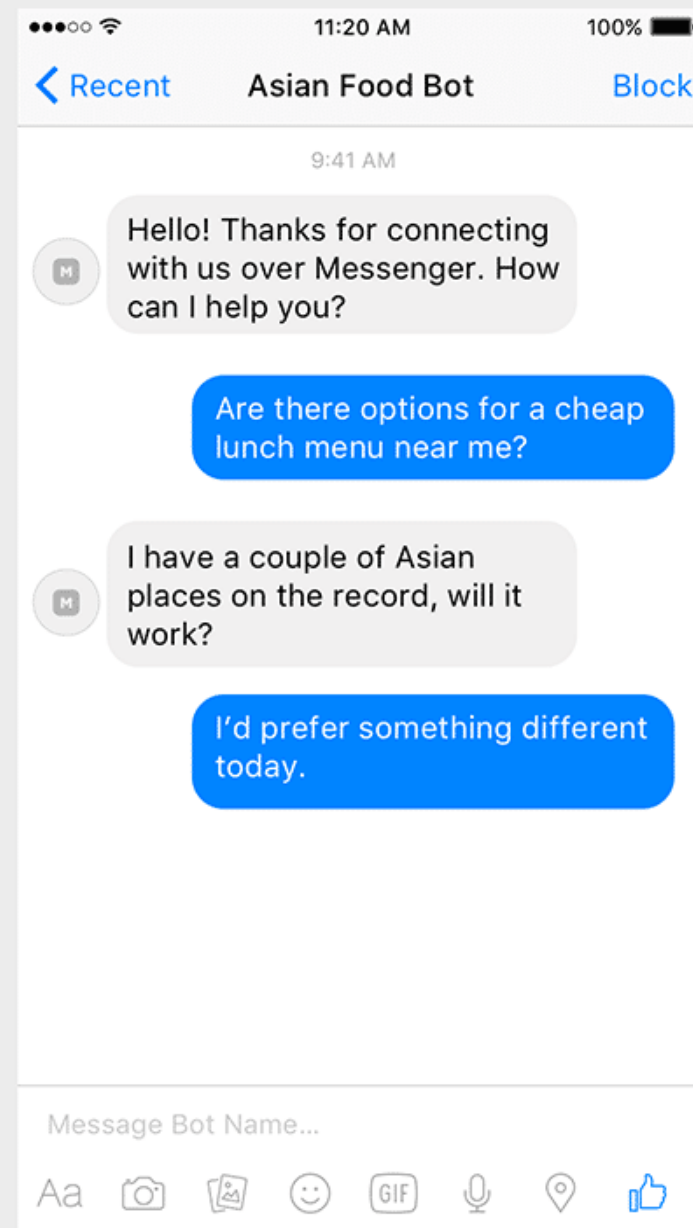 11:20 AM 100%
Recent Asian Food Bot Block
9:41 AM
Hello! Thanks for connecting
with us over Messenger. How
can I help you?
M
Are there options for a cheap
lunch menu near me?
I have a couple of Asian
places on the record, will it
work?
M
I’d prefer something different
today.
Message Bot Name...
Aa GIF